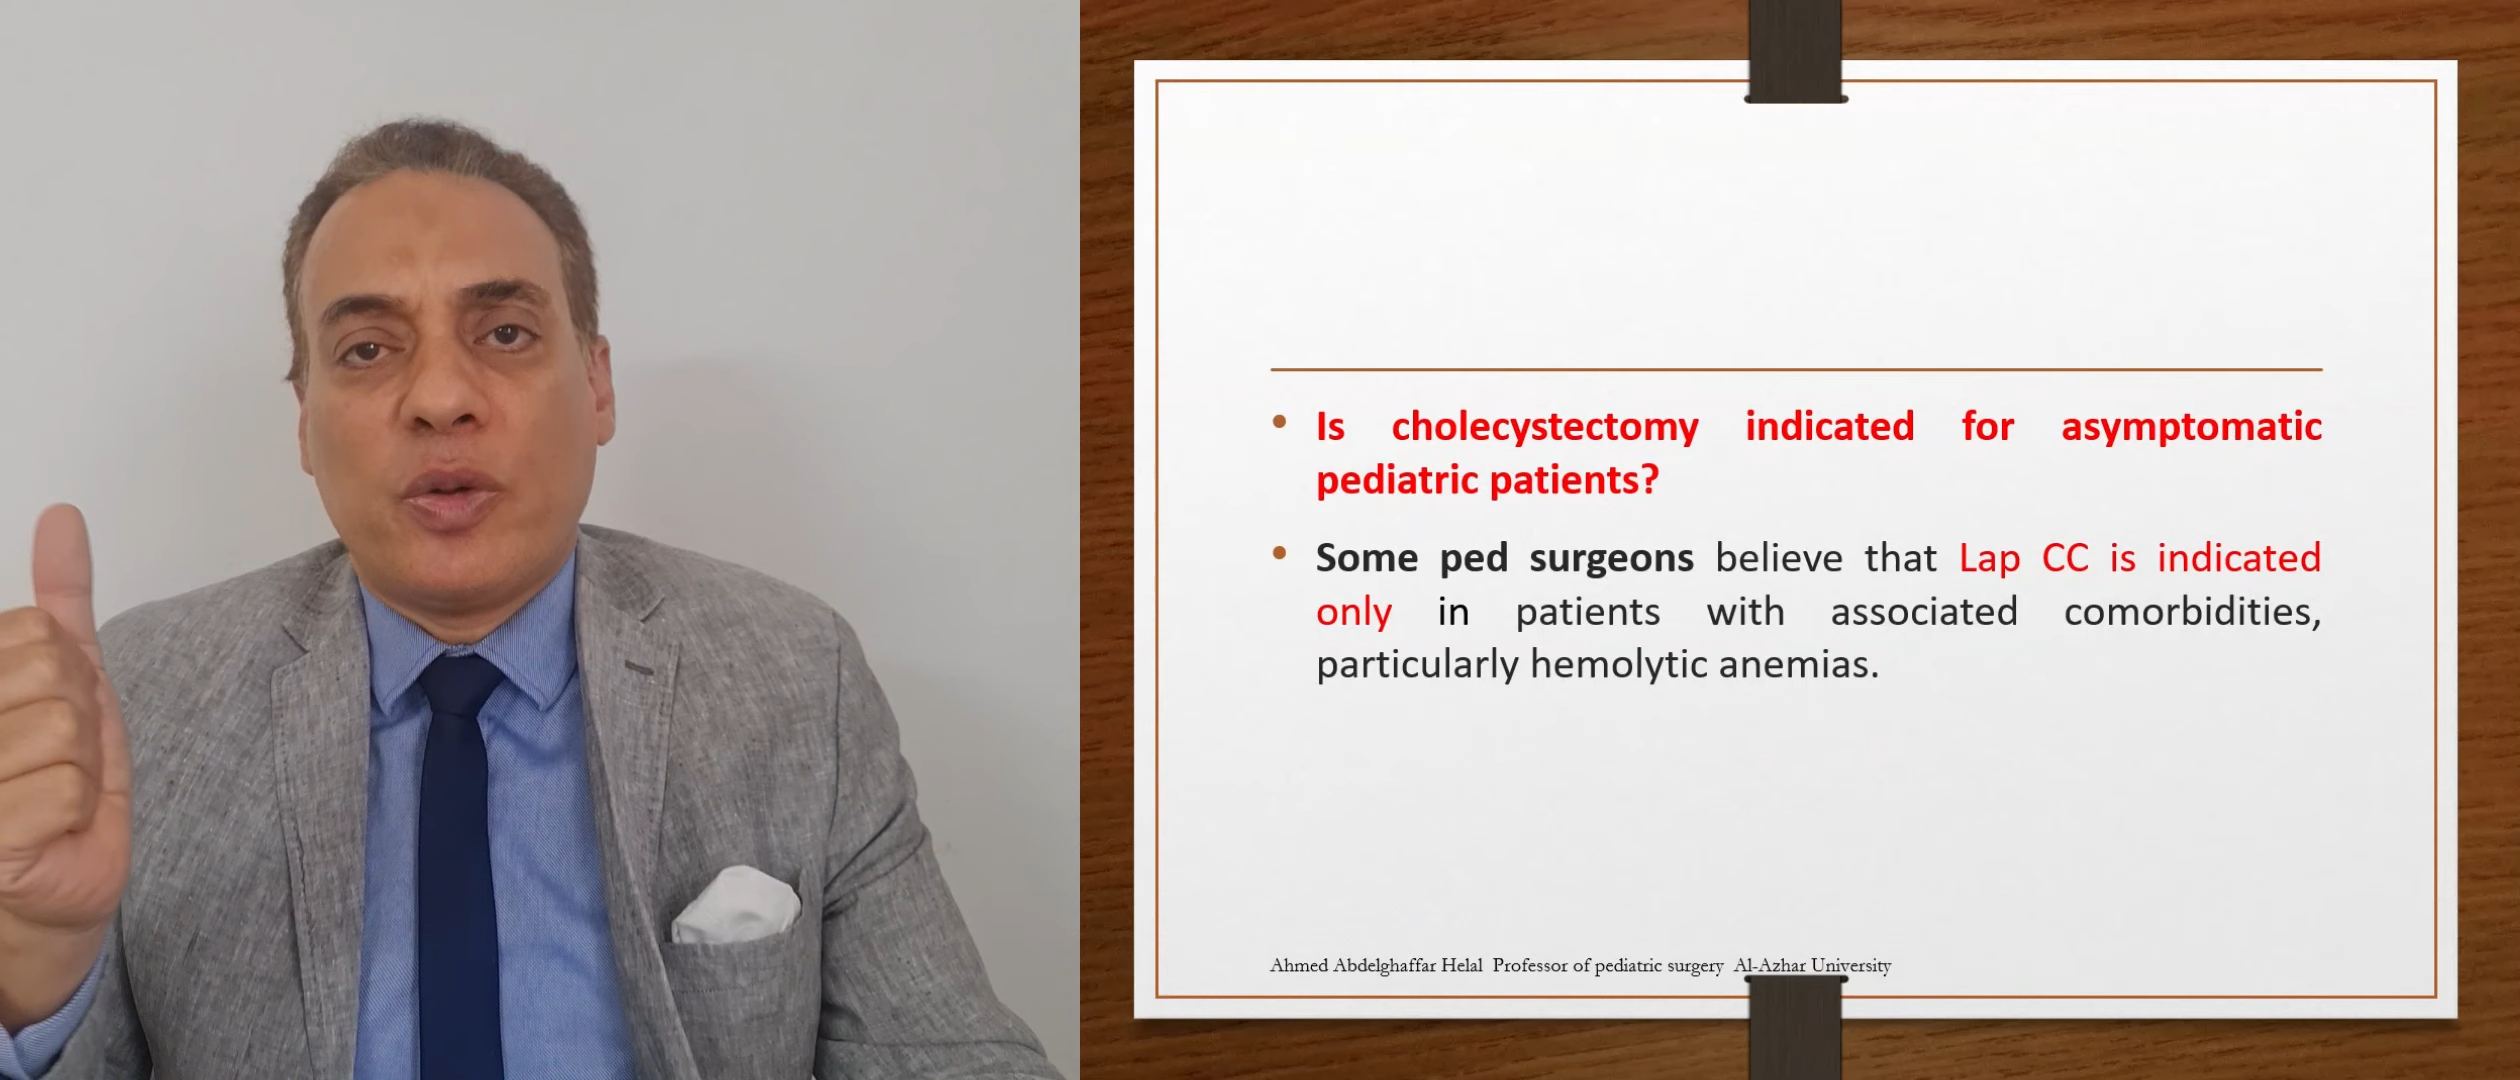 Is cholecystectomy indicated for asymptomatic
pediatric patients?
Some ped surgeons believe that Lap CC is indicated
only in patients with associated comorbidities,
particularly hemolytic anemias.
Ahmed Abdelghaffar Helal Professor of pediatric surgery Al-Azhar University